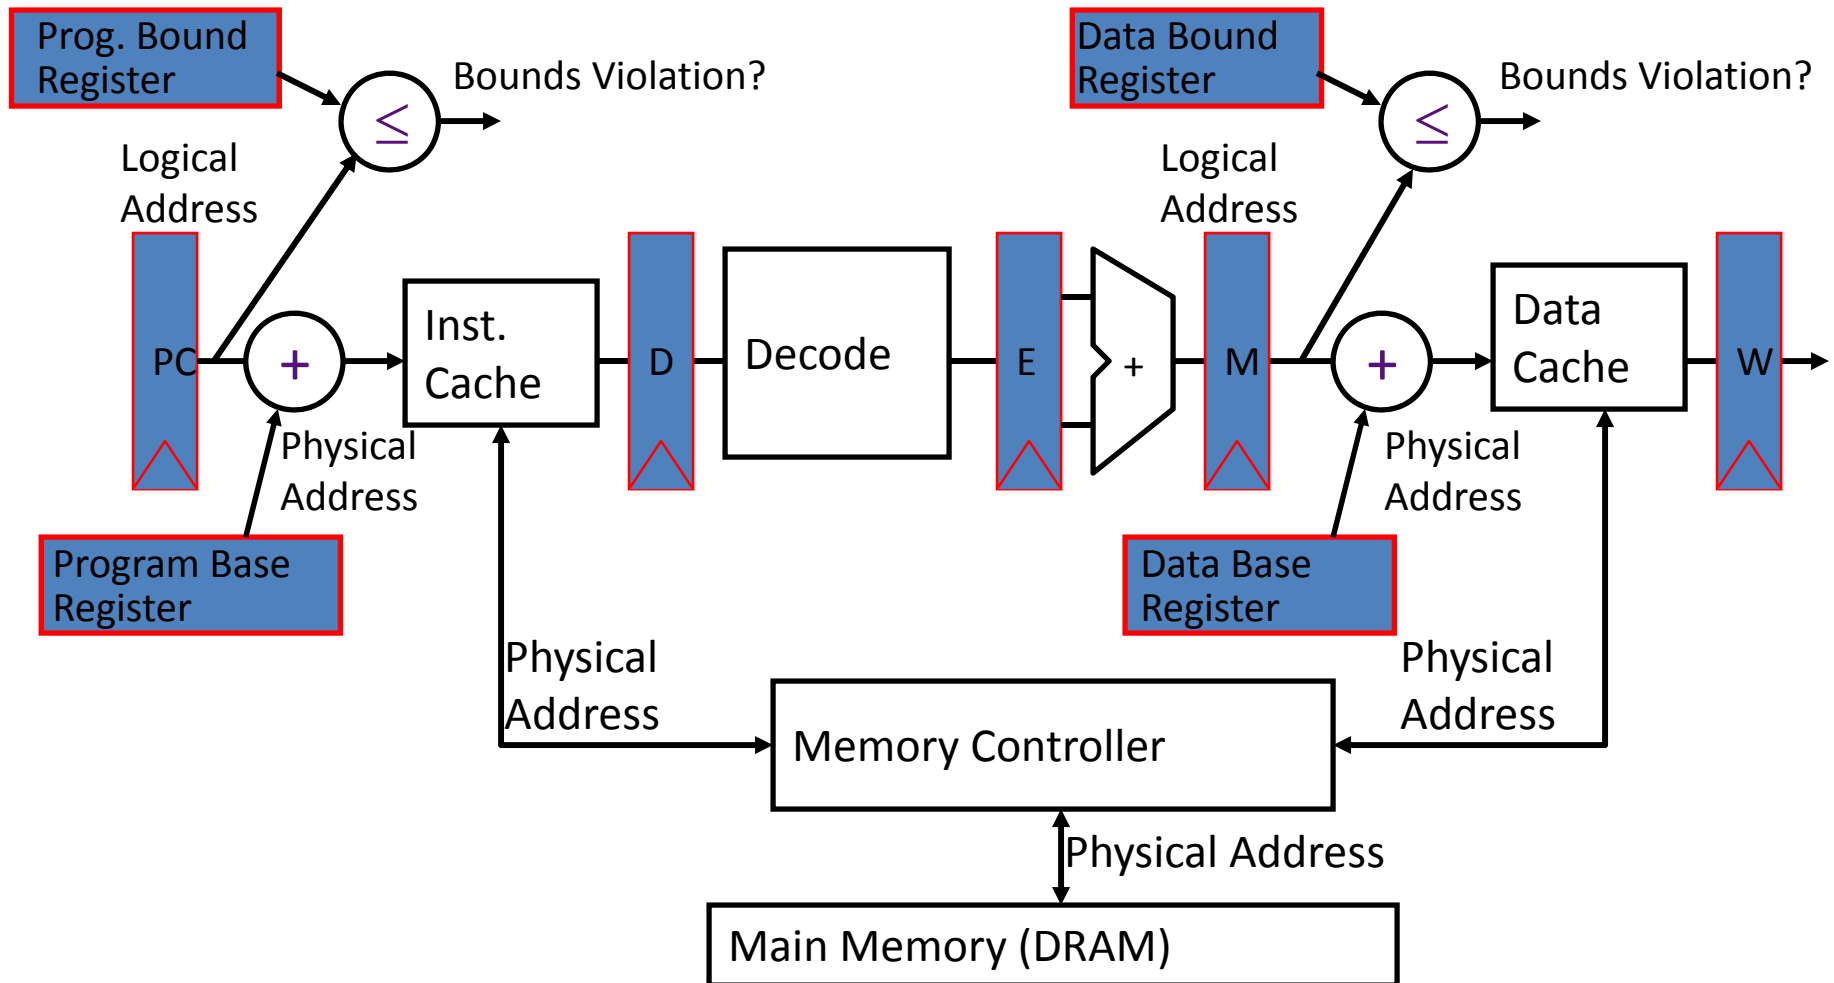 Prog. Bound
Register
Bounds Violation?
≤
Logical
Address
PC
+
Physical
Address
Program Base
Register
Inst.
Cache
D
Decode
E
+
Data Bound
Register
Bounds Violation?
≤
Logical
Address
M
+
Physical
Address
Data Base
Register
Data
Cache
W
Physical
Address
Memory Controller
Physical
Address
Physical Address
Main Memory (DRAM)